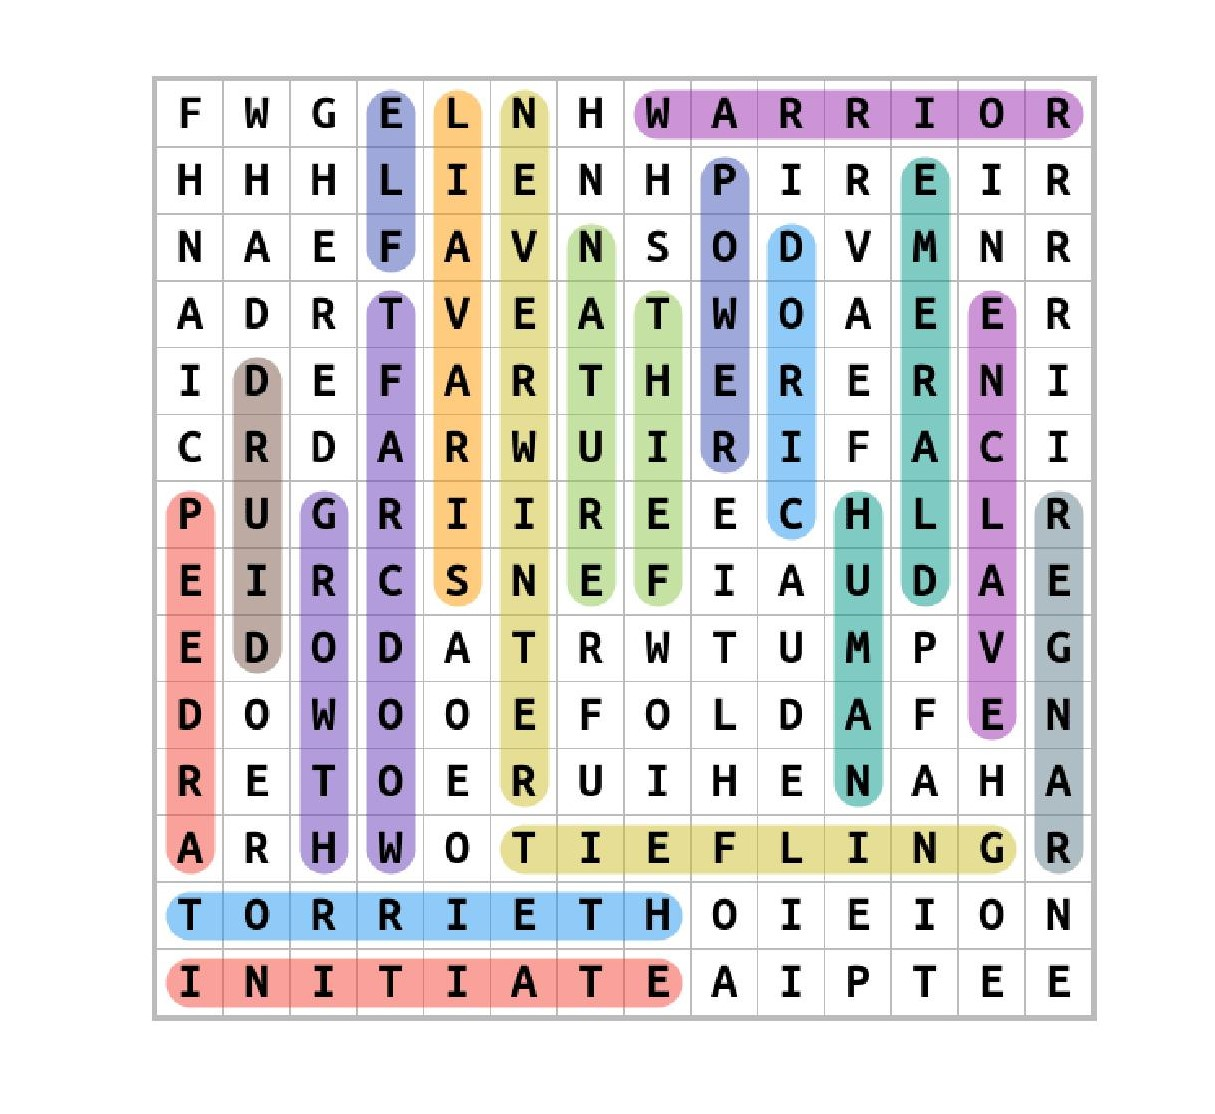 F W G E L N H W A R R I O R
H H H L I E N H P I R E I R
N A E F A V N S O D V M N R
A D R T V E A T W O A E E R
I D E F A R T H E R E R N I
C R D A R W U I R I F A C I
P U G R I I R E E C H L L R
E I R C S N E F I A U D A E
E D O D A T R W T U M P V G
D O W O O E F O L D A F E N
R E T O E R U I H E N A H A
A R H W O T I E F L I N G R
T O R R I E T H O I E I O N
I N I T I A T E A I P T E E